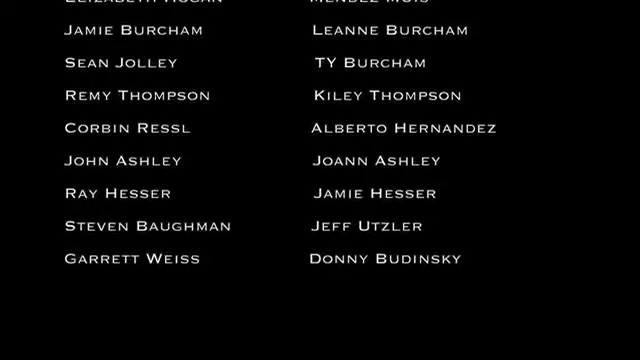 Jamie Burcham Leanne Burcham
Sean Jolley TY Burcham
Remy Thompson Kiley Thompson
Corbin Ressl Alberto Hernandez
John Ashley Joann Ashley
Ray Hesser Jamie Hesser
Steven Baughman Jeff Utzler
Garrett Weiss Donny Budinsky